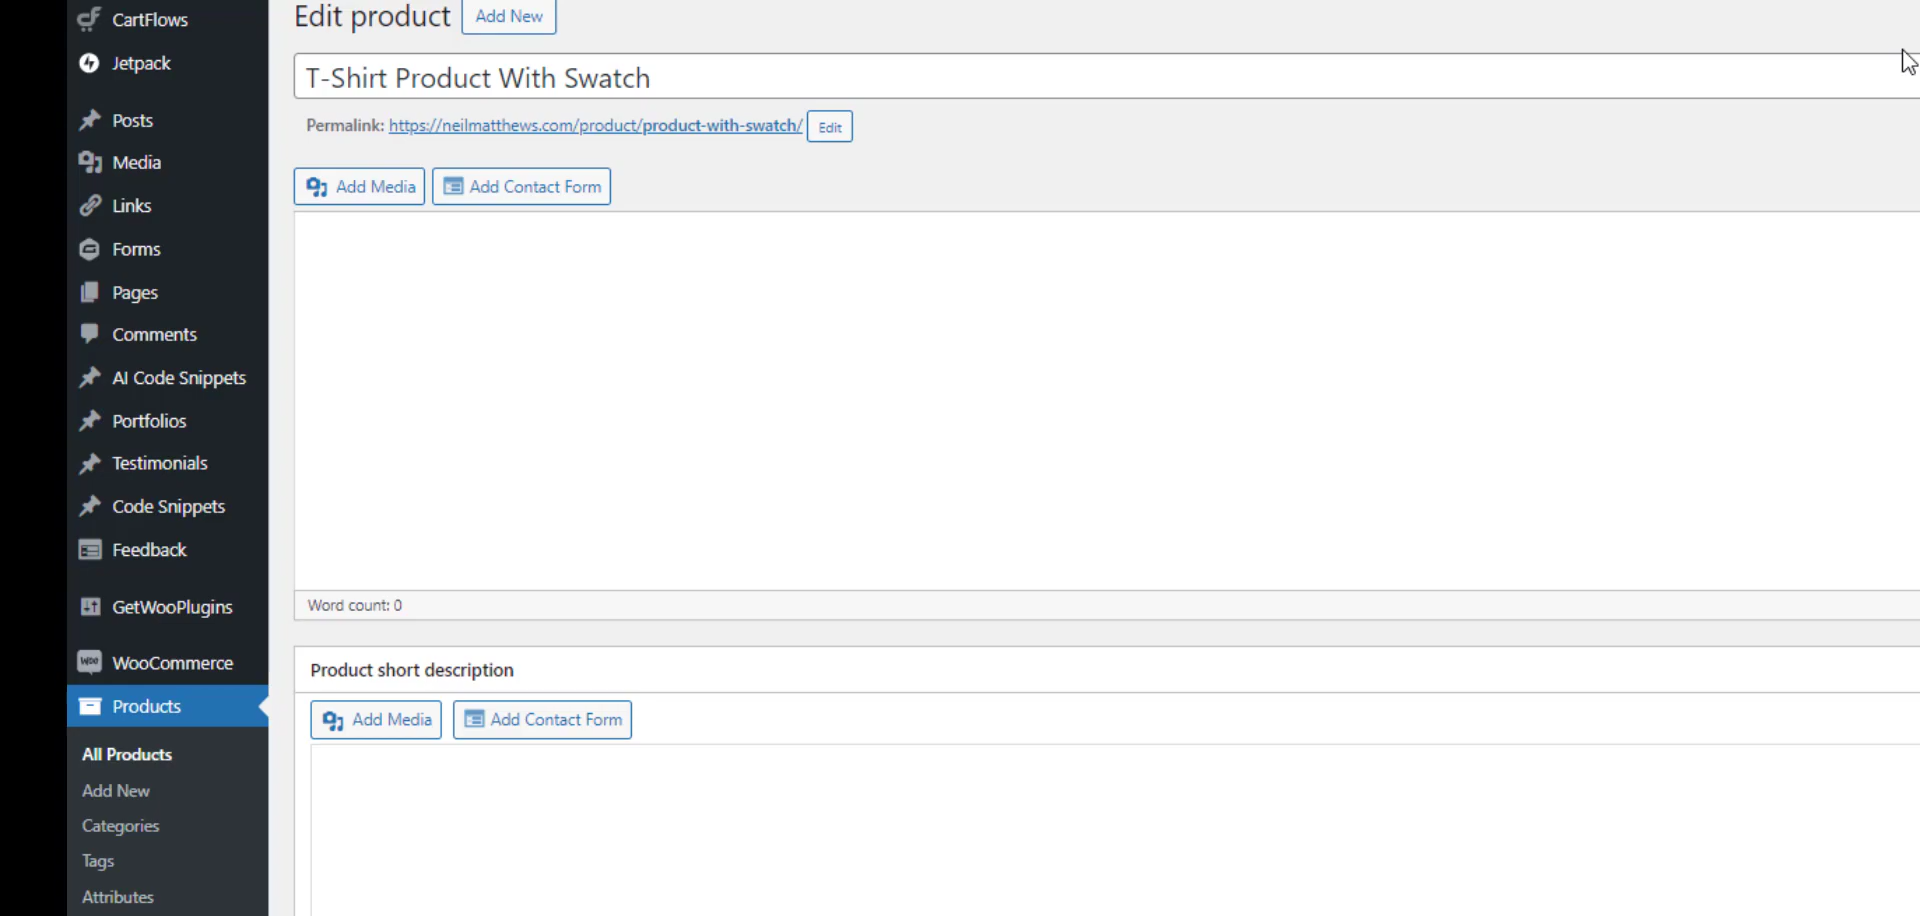 CartFlows
Jetpack
Posts
Media
Links
Forms
Pages
Comments
AI Code Snippets
Portfolios
Testimonials
Code Snippets
Feedback
GetWooPlugins
Woo WooCommerce
Products
All Products
Add New
Categories
Tags
Attributes
Edit product Add New
T-Shirt Product With Swatch
Permalink: https://neilmatthews.com/product/product-with-swatch/ Edit
Add Media Add Contact Form
Word count: 0
Product short description
Add Media Add Contact Form